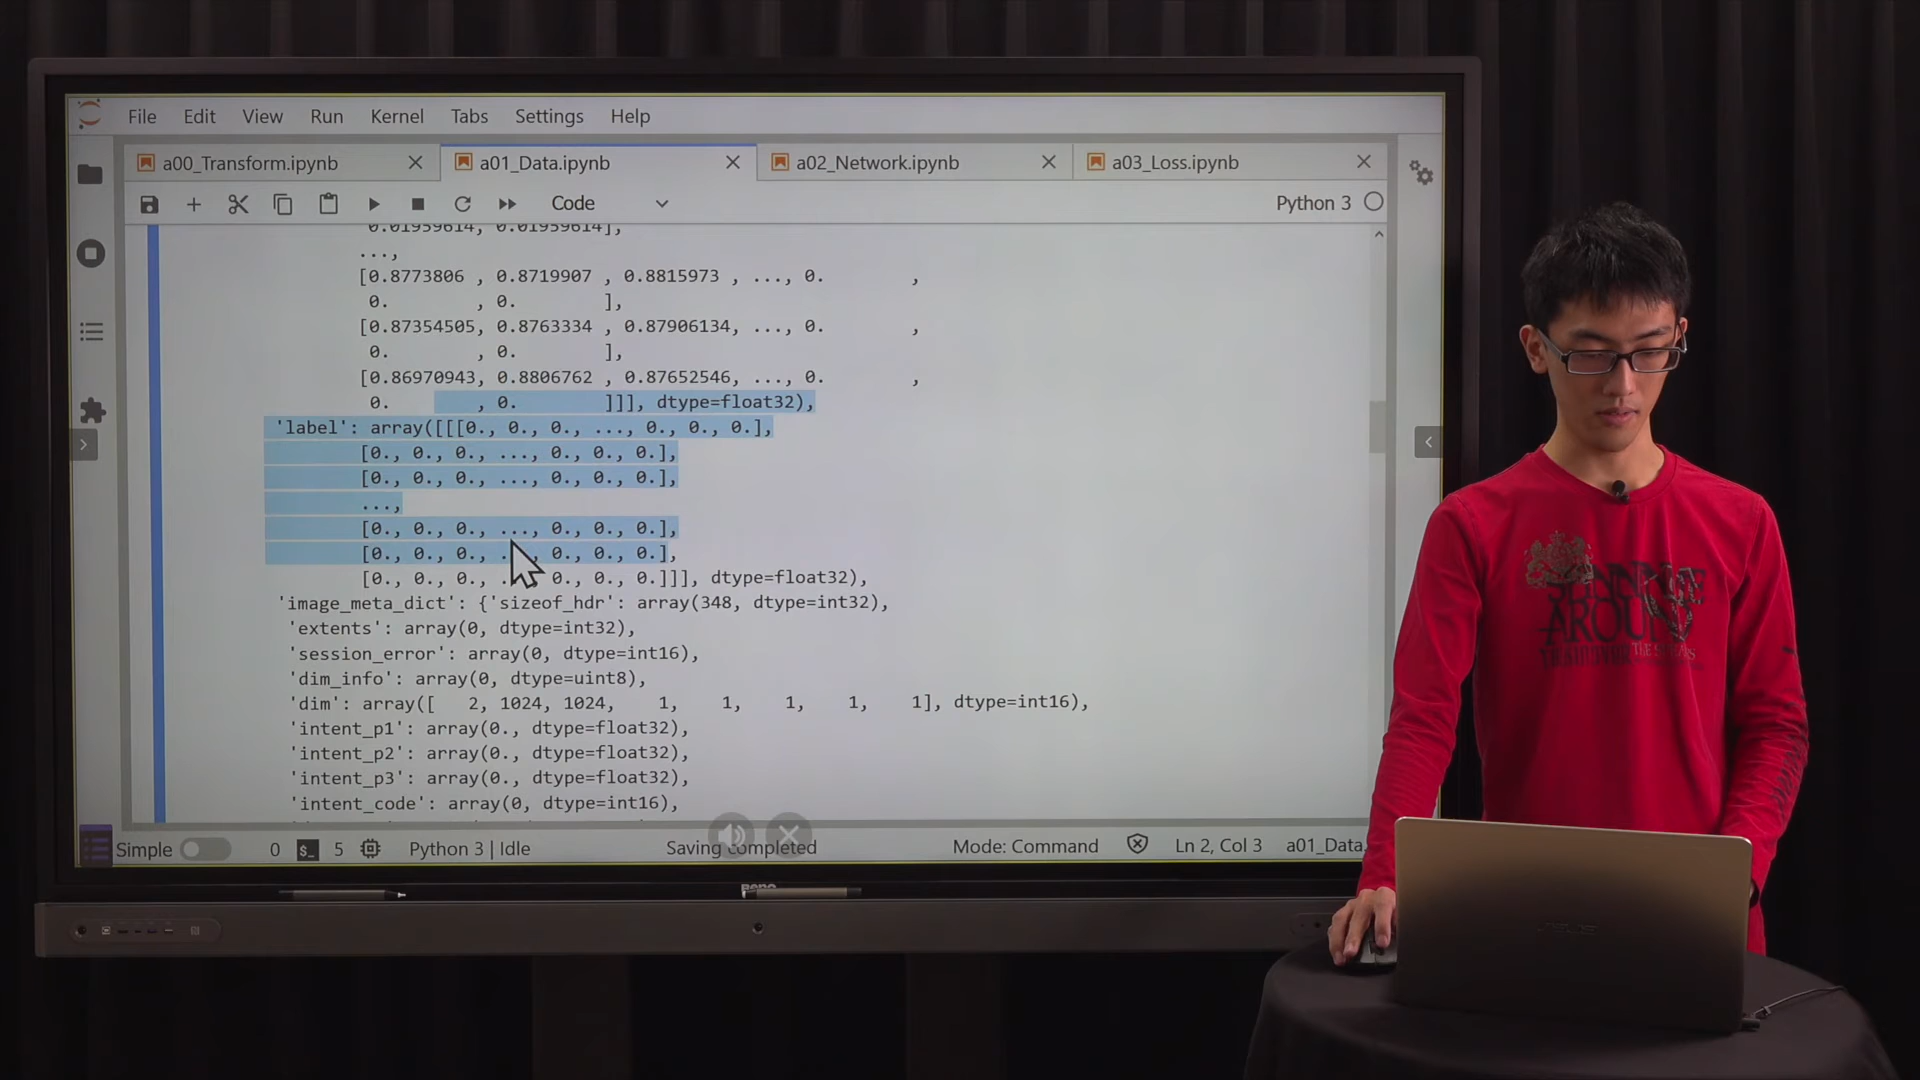 File Edit View Run Kernel Tabs Settings Help
a00_Transform.ipynb a01_Data.ipynb a02_Network.ipynb a03_Loss.ipynb
Code Python 3
0.01959614, 0.01959614],
...,
[0.8773806 , 0.8719907 , 0.8815973 , ..., 0. ,
0. , 0. ],
[0.87354505, 0.8763334 , 0.87906134, ..., 0. ,
0. , 0. ],
[0.86970943, 0.8806762 , 0.87652546, ..., 0. ,
0. , 0. ]]], dtype=float32),
'label': array([[[0., 0., 0., ..., 0., 0., 0.],
[0., 0., 0., ..., 0., 0., 0.],
[0., 0., 0., ..., 0., 0., 0.],
...,
[0., 0., 0., ..., 0., 0., 0.],
[0., 0., 0., ..., 0., 0., 0.],
[0., 0., 0., ..., 0., 0., 0.]]], dtype=float32),
'image_meta_dict': {'sizeof_hdr': array(348, dtype=int32),
'extents': array(0, dtype=int32),
'session_error': array(0, dtype=int16),
'dim_info': array(0, dtype=uint8),
'dim': array([ 2, 1024, 1024, 1, 1, 1, 1, 1], dtype=int16),
'intent_p1': array(0., dtype=float32),
'intent_p2': array(0., dtype=float32),
'intent_p3': array(0., dtype=float32),
'intent_code': array(0, dtype=int16),
Simple 0 $_ 5 Python 3 | Idle Saving completed Mode: Command Ln 2, Col 3 a01_Data.
BenQ
AROUND
THE
ASUS